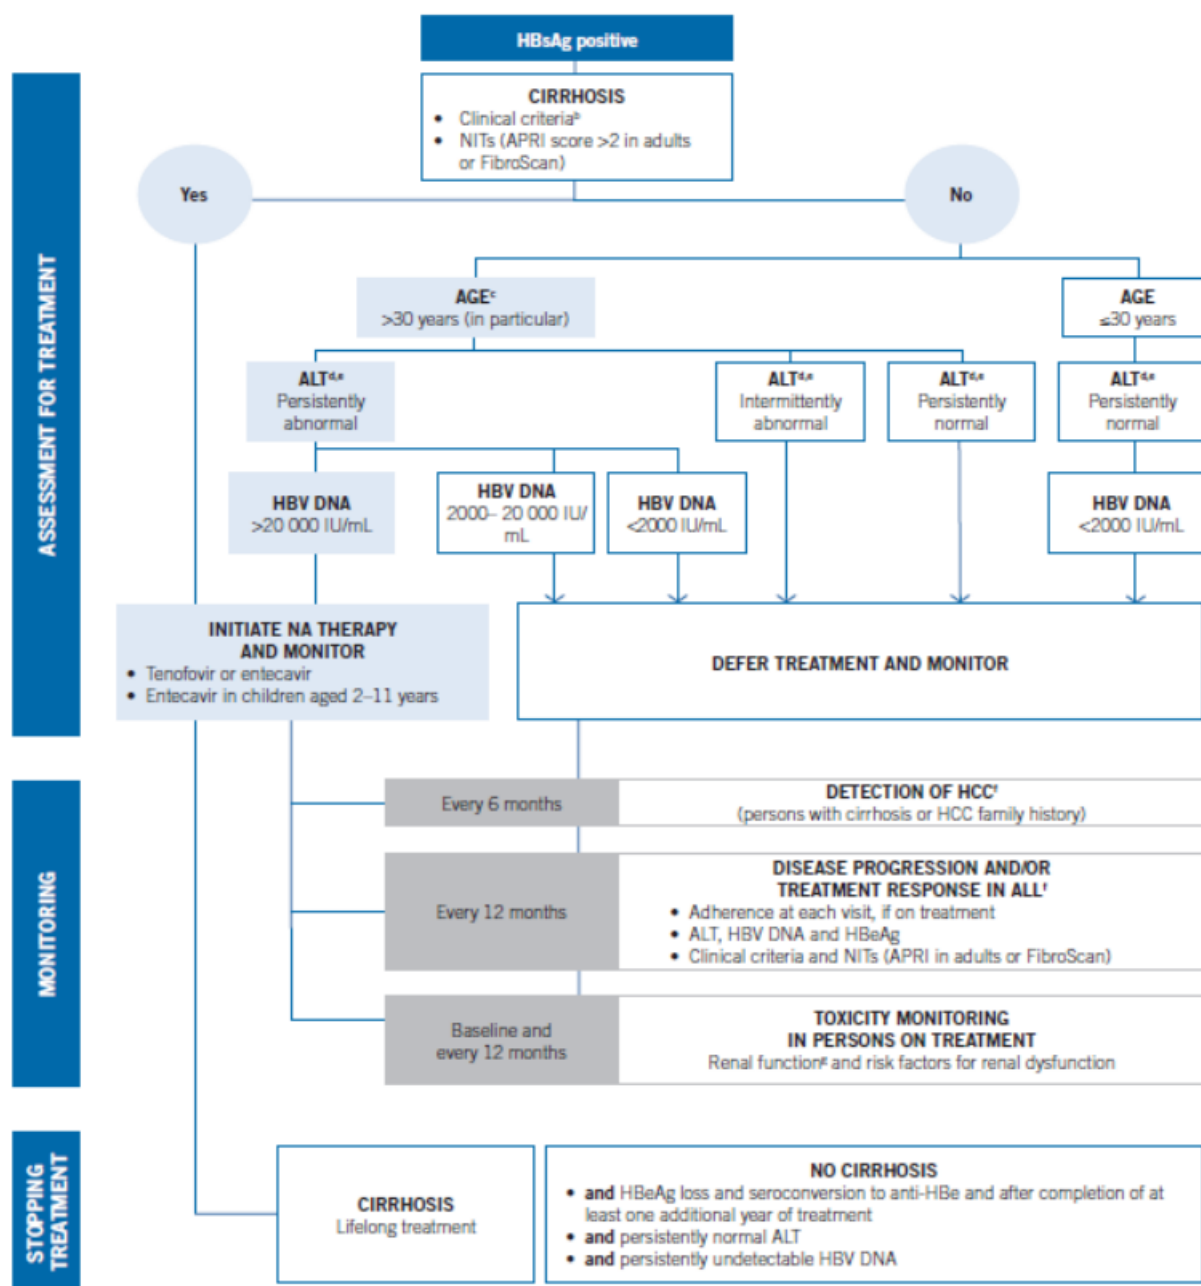 HBsAg positive
CIRRHOSIS
• Clinical criteriaᵇ
• NITs (APRI score >2 in adults
or FibroScan)
Yes
No
ASSESSMENT FOR TREATMENT
AGEᶜ
>30 years (in particular)
AGE
≤30 years
ALTᵈ,ᵉ
Persistently
abnormal
ALTᵈ,ᵉ
Intermittently
abnormal
ALTᵈ,ᵉ
Persistently
normal
ALTᵈ,ᵉ
Persistently
normal
HBV DNA
>20 000 IU/mL
HBV DNA
2000– 20 000 IU/
mL
HBV DNA
<2000 IU/mL
HBV DNA
<2000 IU/mL
INITIATE NA THERAPY
AND MONITOR
• Tenofovir or entecavir
• Entecavir in children aged 2–11 years
DEFER TREATMENT AND MONITOR
MONITORING
Every 6 months
DETECTION OF HCCᶠ
(persons with cirrhosis or HCC family history)
Every 12 months
DISEASE PROGRESSION AND/OR
TREATMENT RESPONSE IN ALLᶠ
• Adherence at each visit, if on treatment
• ALT, HBV DNA and HBeAg
• Clinical criteria and NITs (APRI in adults or FibroScan)
Baseline and
every 12 months
TOXICITY MONITORING
IN PERSONS ON TREATMENT
Renal functionᵍ and risk factors for renal dysfunction
STOPPING
TREATMENT
CIRRHOSIS
Lifelong treatment
NO CIRRHOSIS
• and HBeAg loss and seroconversion to anti-HBe and after completion of at
least one additional year of treatment
• and persistently normal ALT
• and persistently undetectable HBV DNA